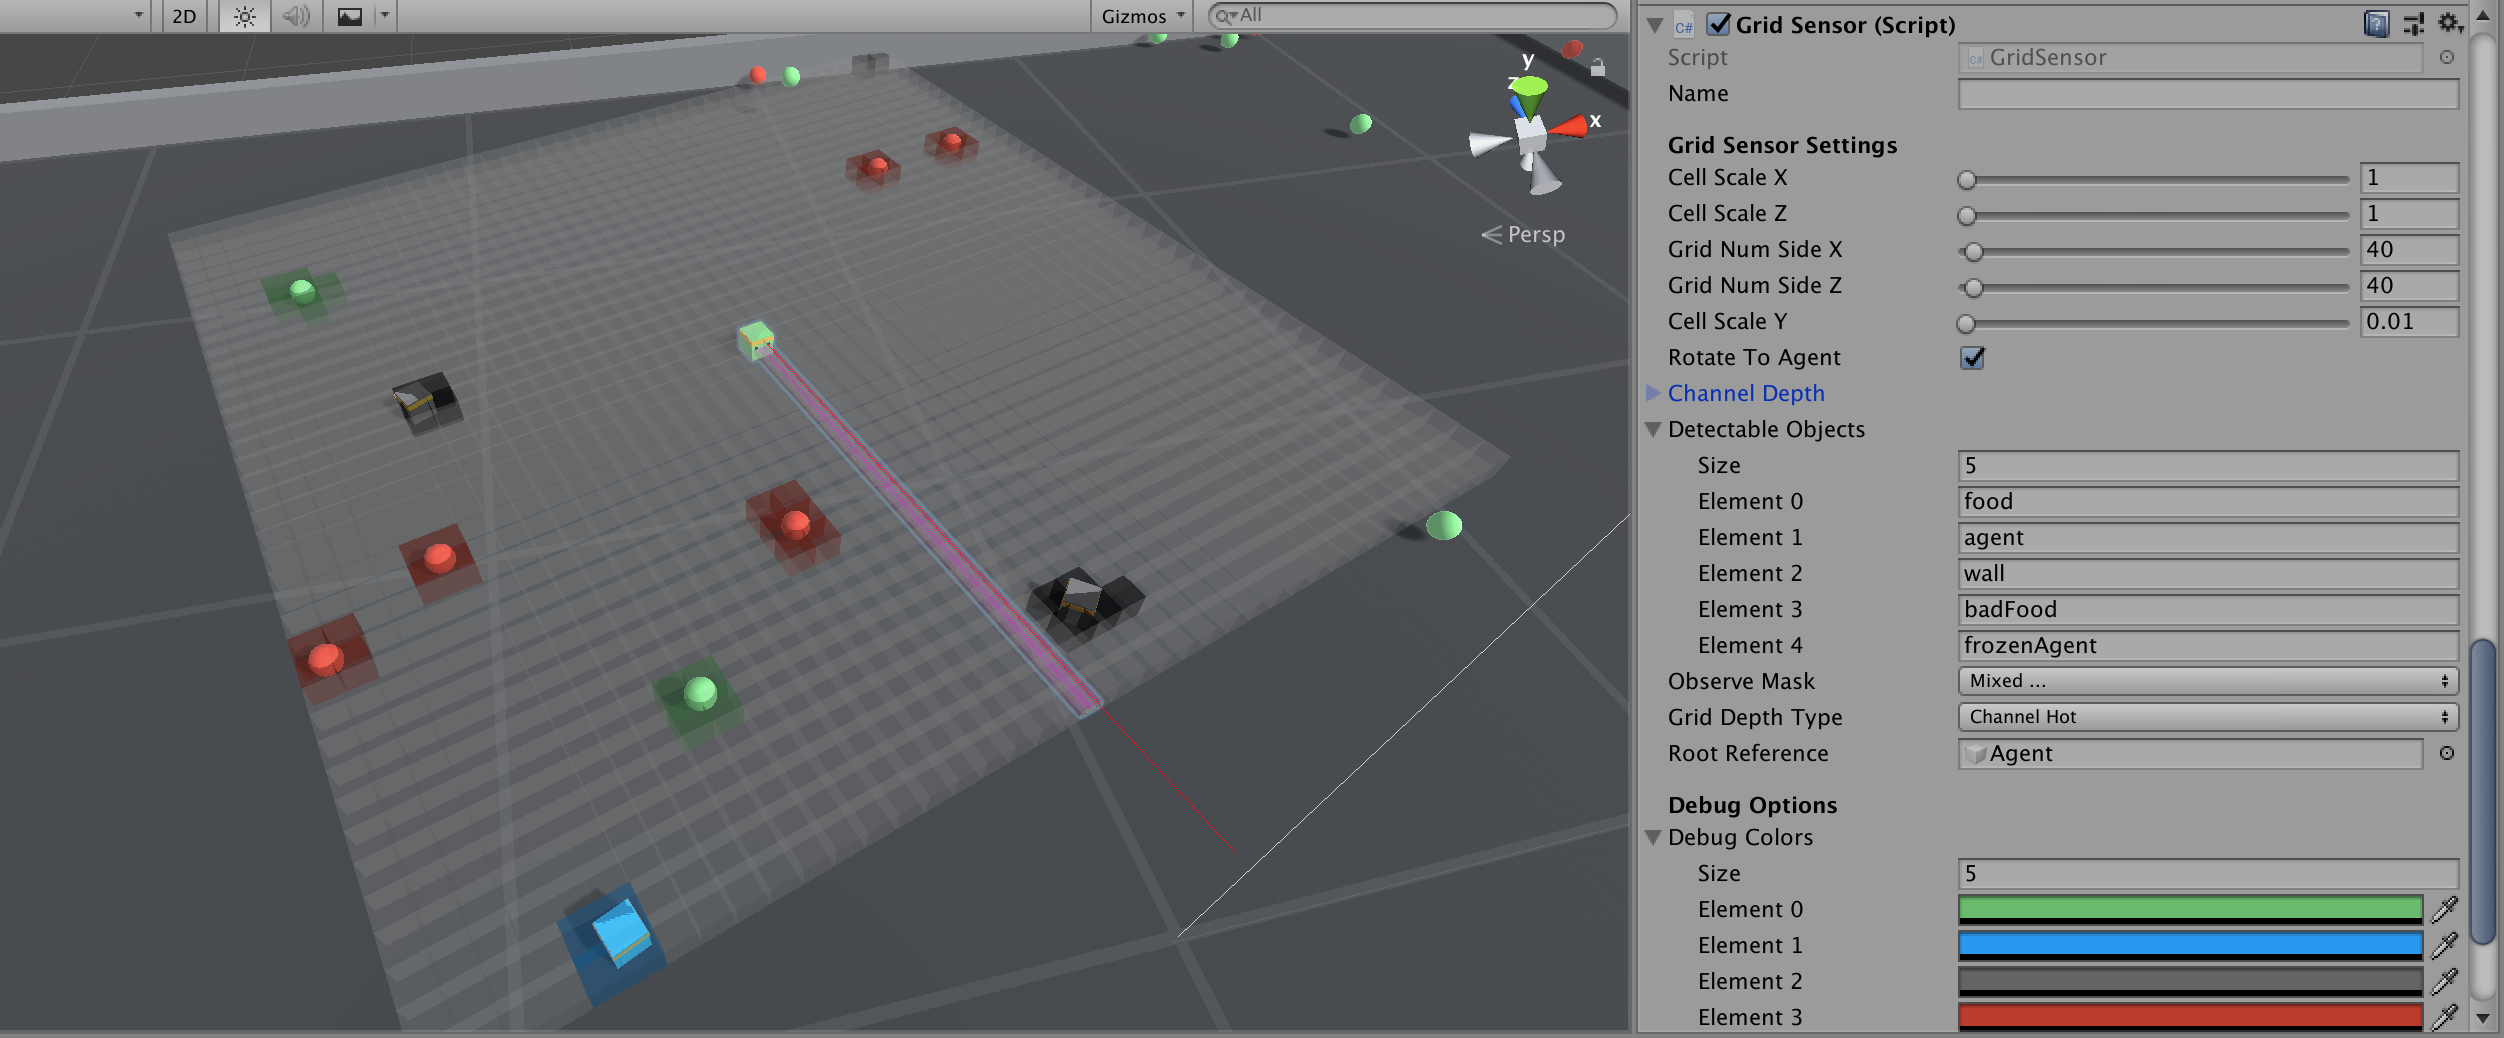 2D
Gizmos
All
y
z
x
Persp
C# Grid Sensor (Script)
Script GridSensor
Name
Grid Sensor Settings
Cell Scale X 1
Cell Scale Z 1
Grid Num Side X 40
Grid Num Side Z 40
Cell Scale Y 0.01
Rotate To Agent
Channel Depth
Detectable Objects
Size 5
Element 0 food
Element 1 agent
Element 2 wall
Element 3 badFood
Element 4 frozenAgent
Observe Mask Mixed ...
Grid Depth Type Channel Hot
Root Reference Agent
Debug Options
Debug Colors
Size 5
Element 0
Element 1
Element 2
Element 3